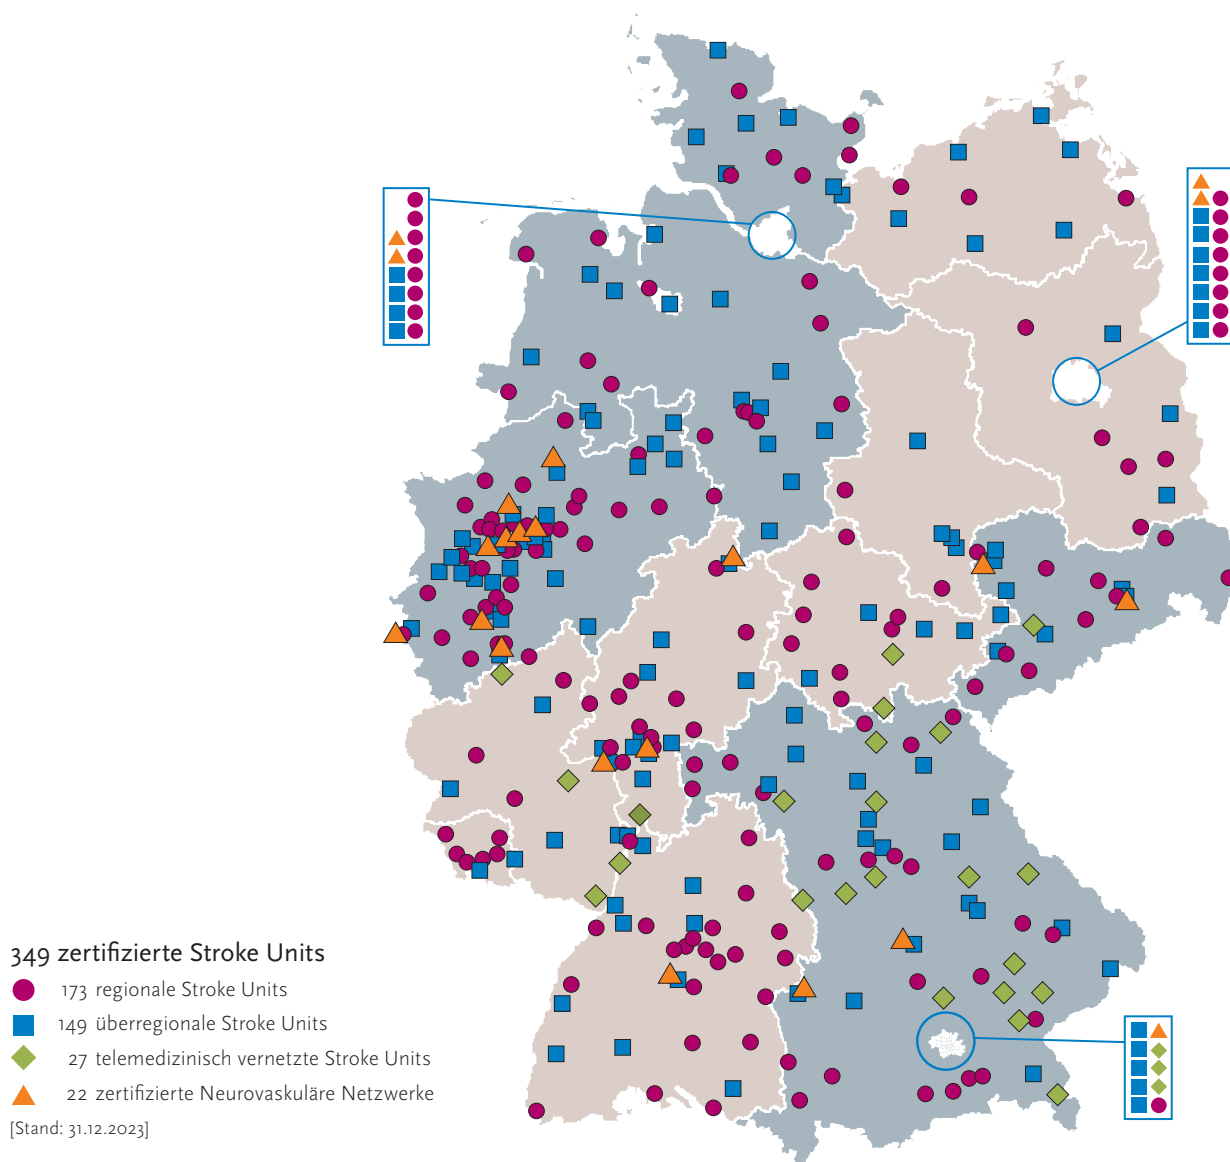 349 zertifizierte Stroke Units
173 regionale Stroke Units
149 überregionale Stroke Units
27 telemedizinisch vernetzte Stroke Units
22 zertifizierte Neurovaskuläre Netzwerke
[Stand: 31.12.2023]